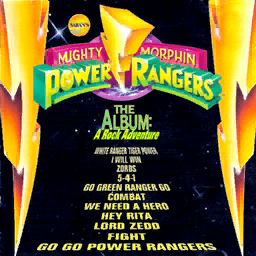 SABAN'S
MIGHTY MORPHIN
POWER RANGERS
THE
ALBUM:
A Rock Adventure
WHITE RANGER TIGER POWER
I WILL WIN
ZORDS
5-4-1
GO GREEN RANGER GO
COMBAT
WE NEED A HERO
HEY RITA
LORD ZEDD
FIGHT
GO GO POWER RANGERS